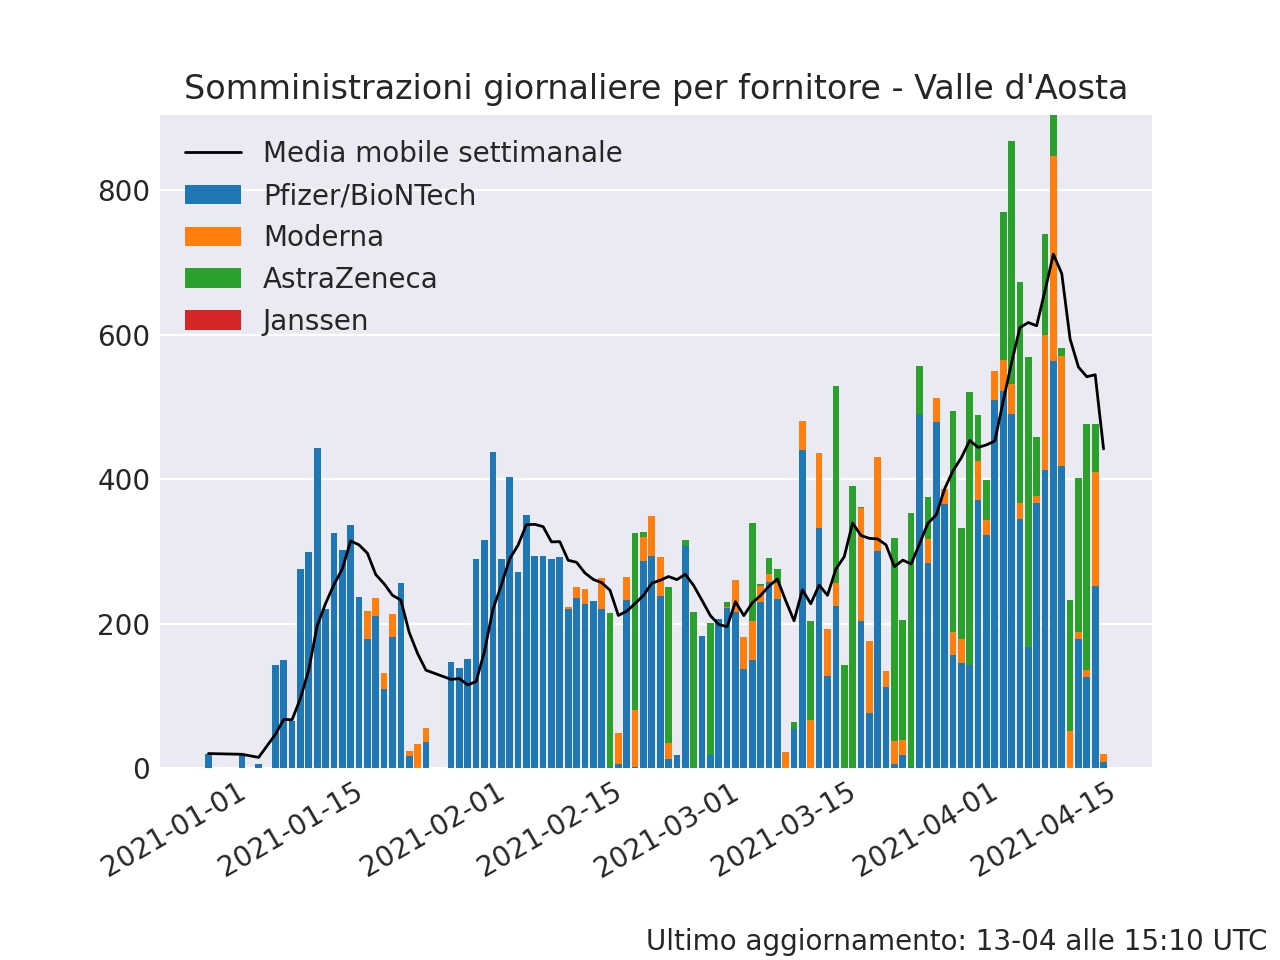 Somministrazioni giornaliere per fornitore - Valle d'Aosta
Media mobile settimanale
Pfizer/BioNTech
Moderna
AstraZeneca
Janssen
800
600
400
200
0
2021-01-01
2021-01-15
2021-02-01
2021-02-15
2021-03-01
2021-03-15
2021-04-01
2021-04-15
Ultimo aggiornamento: 13-04 alle 15:10 UTC